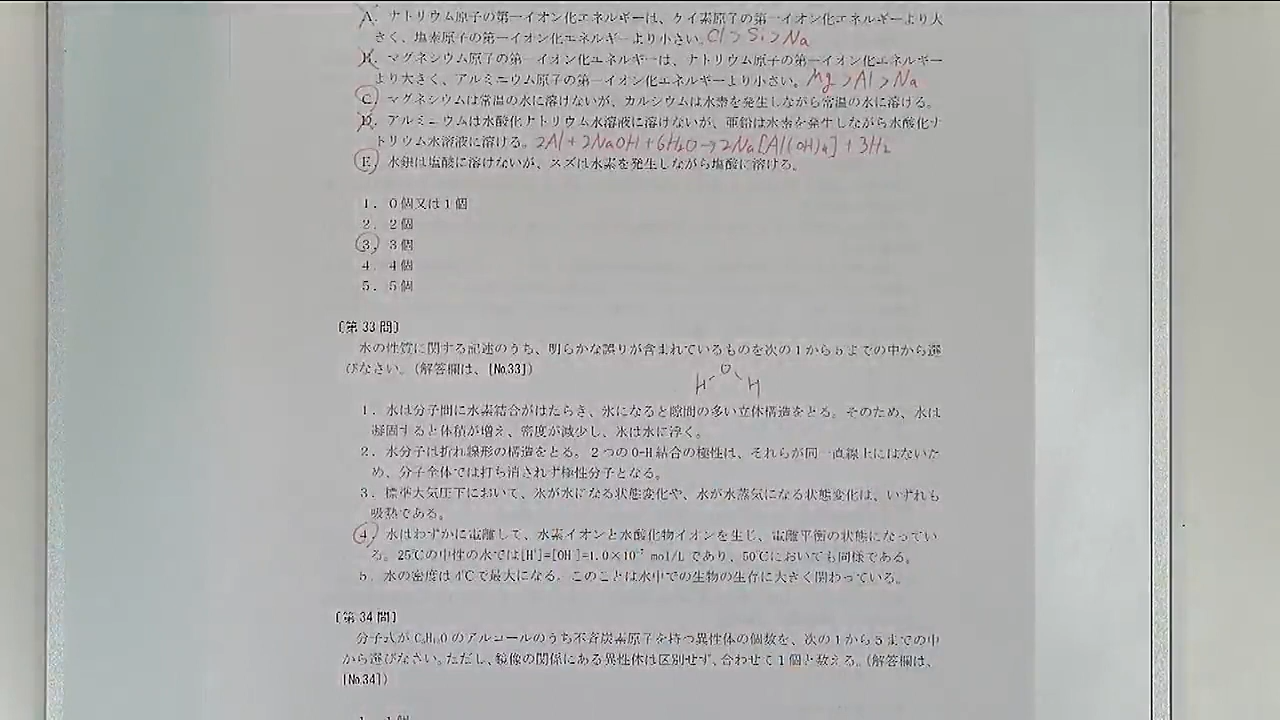 A. ナトリウム原子の第一イオン化エネルギーは、ケイ素原子の第一イオン化エネルギーより大
さく、塩素原子の第一イオン化エネルギーより小さい。Cl>Si>Na
マグネシウム原子の第一イオン化エネルギーは、ナトリウム原子の第一イオン化エネルギー
より大さく、アルミニウム原子の第一イオン化エネルギーより小さい。Mg>Al>Na
C. マグネシウムは常温の水に溶けないが、カルシウムは水素を発生しながら常温の水に溶ける。
D. アルミニウムは水酸化ナトリウム水溶液に溶けないが、亜鉛は水素を発生しながら水酸化ナ
トリウム水溶液に溶ける。2Al+2NaOH+6H2O→2Na[Al(OH)4]+3H2
E. 水銀は塩酸に溶けないが、スズは水素を発生しながら塩酸に溶ける。
1. 0個又は1個
2. 2個
3. 3個
4. 4個
5. 5個
〔第33問〕
水の性質に関する記述のうち、明らかな誤りが含まれているものを次の1から5までの中から選
びなさい。(解答欄は、[No.33])
O
H H
1. 水は分子間に水素結合がはたらき、氷になると隙間の多い立体構造をとる。そのため、水は
凝固すると体積が増え、密度が減少し、氷は水に浮く。
2. 水分子は折れ線形の構造をとる。2つのO-H結合の極性は、それらが同一直線上にはないた
め、分子全体では打ち消されず極性分子となる。
3. 標準大気圧下において、氷が水になる状態変化や、水が水蒸気になる状態変化は、いずれも
吸熱である。
4. 水はわずかに電離して、水素イオンと水酸化物イオンを生じ、電離平衡の状態になってい
る。25℃の中性の水では[H⁺]=[OH⁻]=1.0×10⁻⁷ mol/Lであり、50℃においても同様である。
5. 水の密度は4℃で最大になる。このことは水中での生物の生存に大きく関わっている。
〔第34問〕
分子式が のアルコールのうち不斉炭素原子を持つ異性体の個数を、次の1から5までの中
から選びなさい。ただし、鏡像の関係にある異性体は区別せず、合わせて1個と数える。(解答欄は、
[No.34])
1. 1個